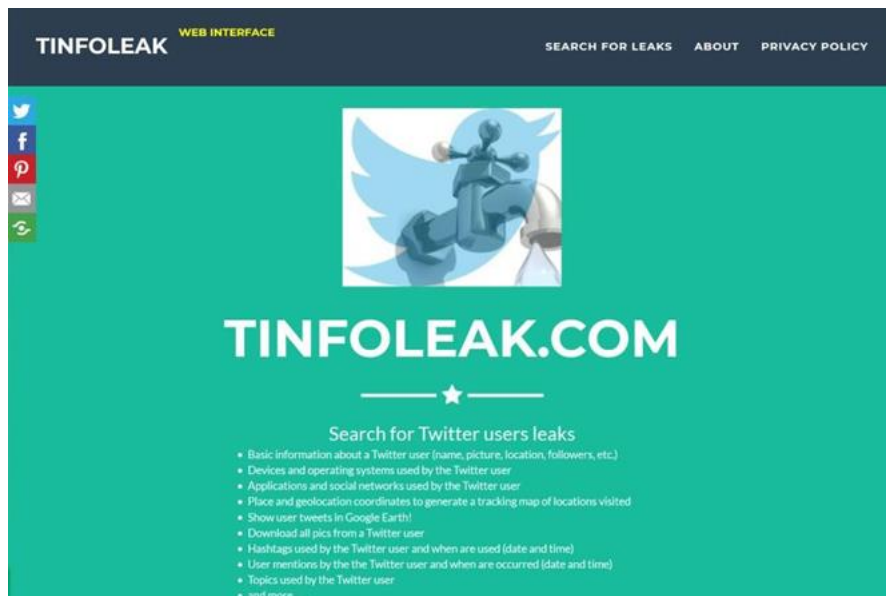 TINFOLEAK WEB INTERFACE
SEARCH FOR LEAKS ABOUT PRIVACY POLICY
TINFOLEAK.COM
Search for Twitter users leaks
• Basic information about a Twitter user (name, picture, location, followers, etc.)
• Devices and operating systems used by the Twitter user
• Applications and social networks used by the Twitter user
• Place and geolocation coordinates to generate a tracking map of locations visited
• Show user tweets in Google Earth!
• Download all pics from a Twitter user
• Hashtags used by the Twitter user and when are used (date and time)
• User mentions by the the Twitter user and when are occurred (date and time)
• Topics used by the Twitter user
• and more